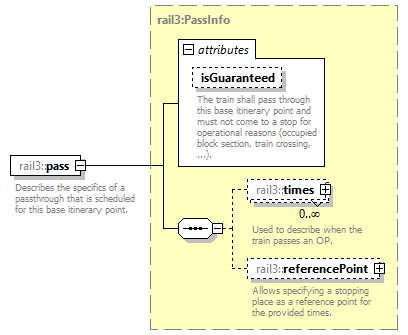 rail3:PassInfo
attributes
isGuaranteed
The train shall pass through
this base itinerary point and
must not come to a stop for
operational reasons (occupied
block section, train crossing,
...).
rail3::pass
Describes the specifics of a
passthrough that is scheduled
for this base itinerary point.
rail3::times
0..∞
Used to describe when the
train passes an OP.
rail3::referencePoint
Allows specifying a stopping
place as a reference point for
the provided times.